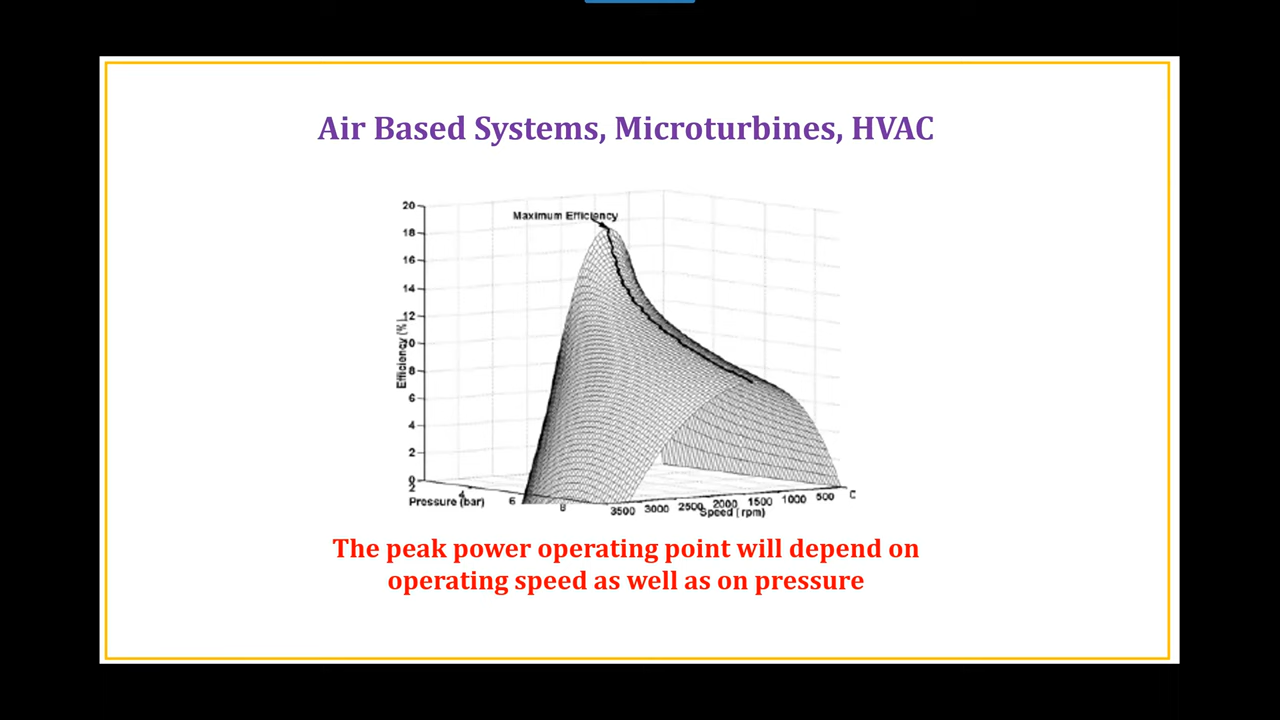 Air Based Systems, Microturbines, HVAC
20
Maximum Efficiency
18
16
14
12
10
Efficiency (%)
8
6
4
2
0
2
4
6
8
Pressure (bar)
3500 3000 2500 2000 1500 1000 500
Speed (rpm)
The peak power operating point will depend on
operating speed as well as on pressure